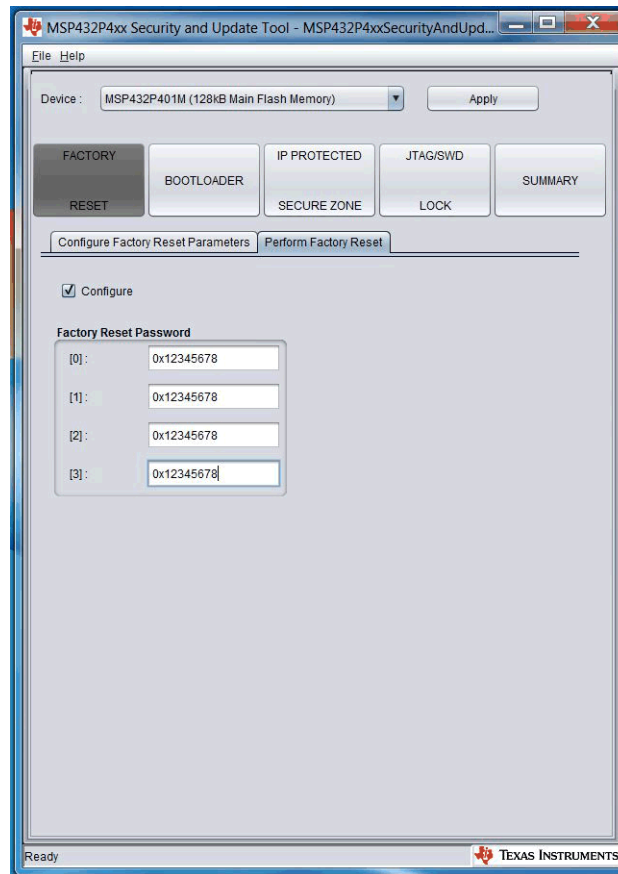 MSP432P4xx Security and Update Tool - MSP432P4xxSecurityAndUpd...
File Help
Device : MSP432P401M (128kB Main Flash Memory) Apply
FACTORY RESET
BOOTLOADER
IP PROTECTED SECURE ZONE
JTAG/SWD LOCK
SUMMARY
Configure Factory Reset Parameters Perform Factory Reset
Configure
Factory Reset Password
[0] : 0x12345678
[1] : 0x12345678
[2] : 0x12345678
[3] : 0x12345678
Ready TEXAS INSTRUMENTS